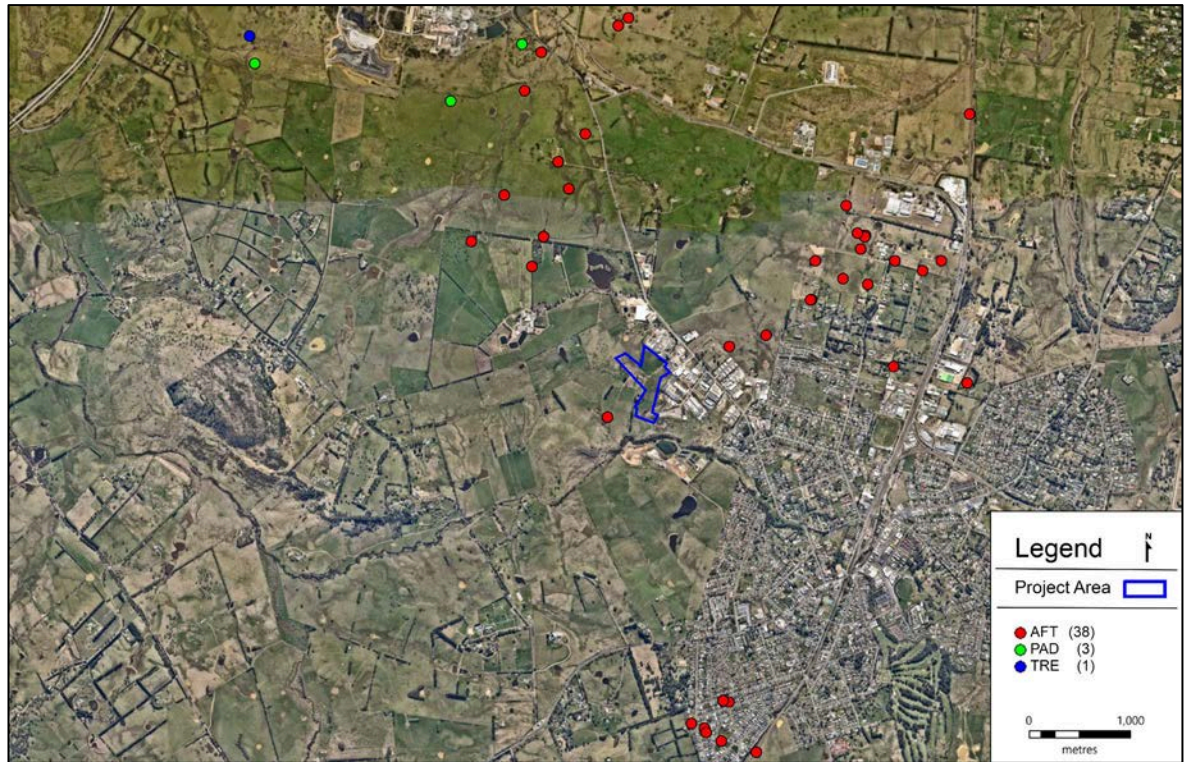 Legend
N
Project Area
AFT (38)
PAD (3)
TRE (1)
0 1,000
metres